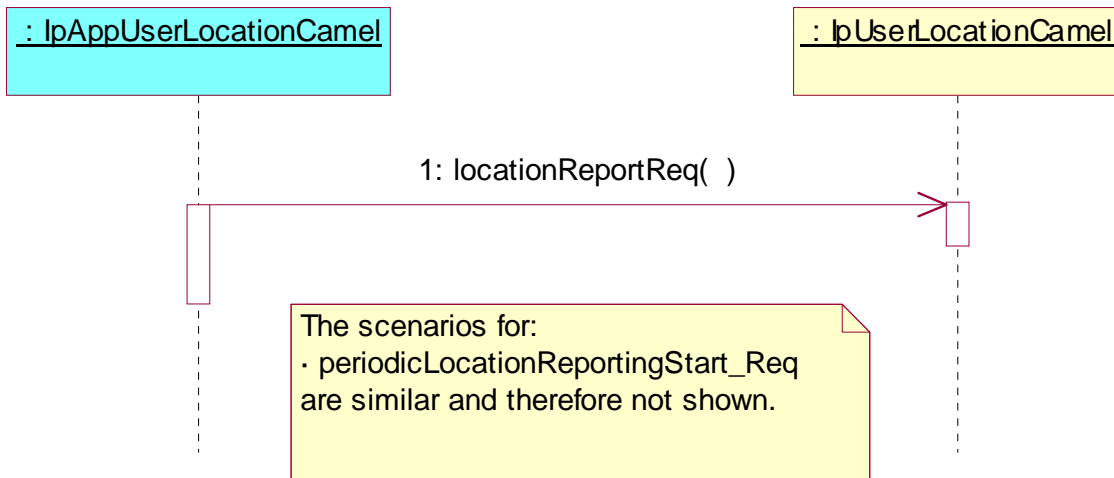 : IpAppUserLocationCamel
: IpUserLocationCamel
1: locationReportReq( )
The scenarios for:
· periodicLocationReportingStart_Req
are similar and therefore not shown.